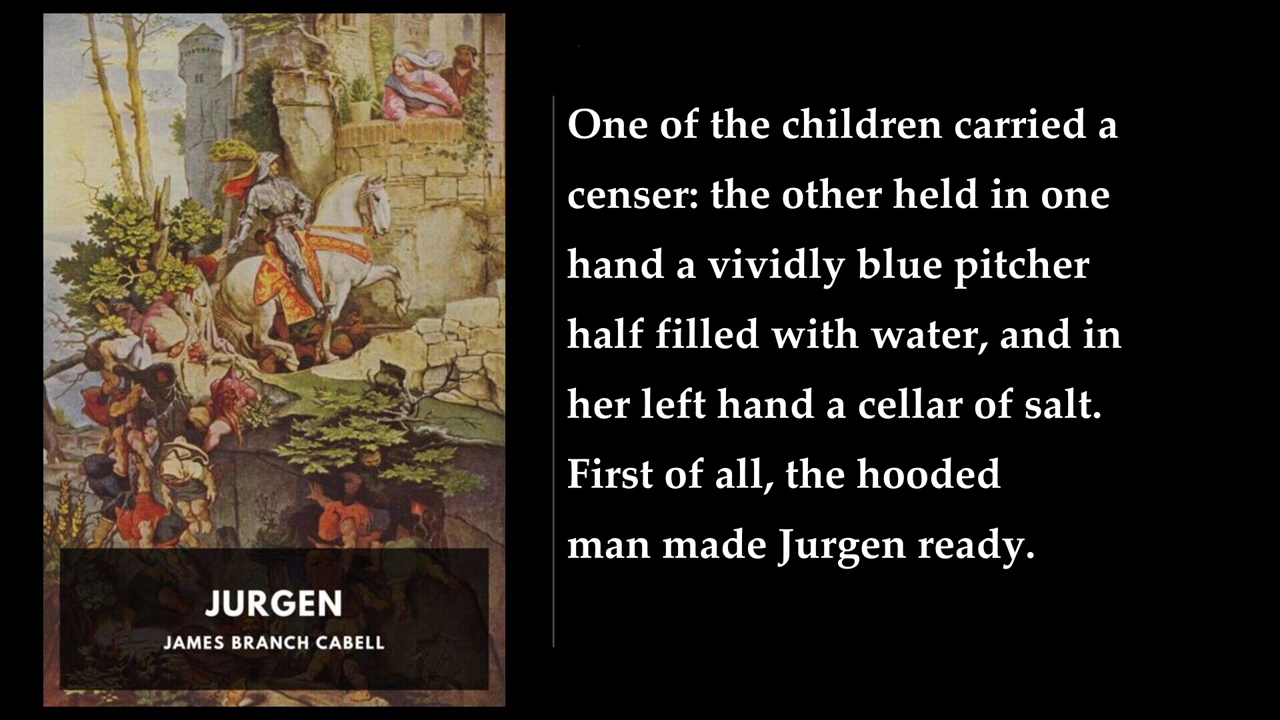 JURGEN
JAMES BRANCH CABELL
One of the children carried a
censer: the other held in one
hand a vividly blue pitcher
half filled with water, and in
her left hand a cellar of salt.
First of all, the hooded
man made Jurgen ready.